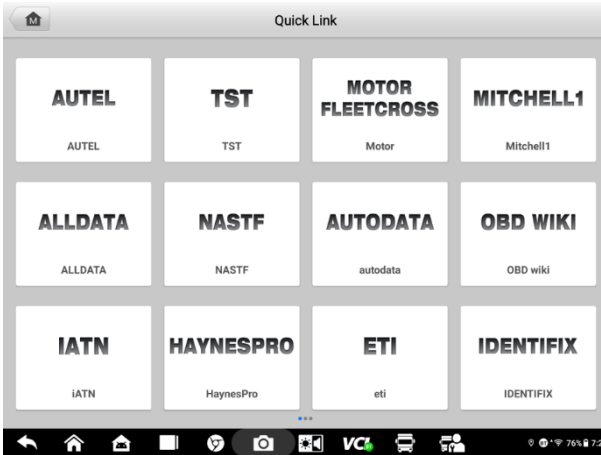 M
Quick Link
AUTEL
AUTEL
TST
TST
MOTOR
FLEETCROSS
Motor
MITCHELL1
Mitchell1
ALLDATA
ALLDATA
NASTF
NASTF
AUTODATA
autodata
OBD WIKI
OBD wiki
IATN
iATN
HAYNESPRO
HaynesPro
ETI
eti
IDENTIFIX
IDENTIFIX
VCI
76%